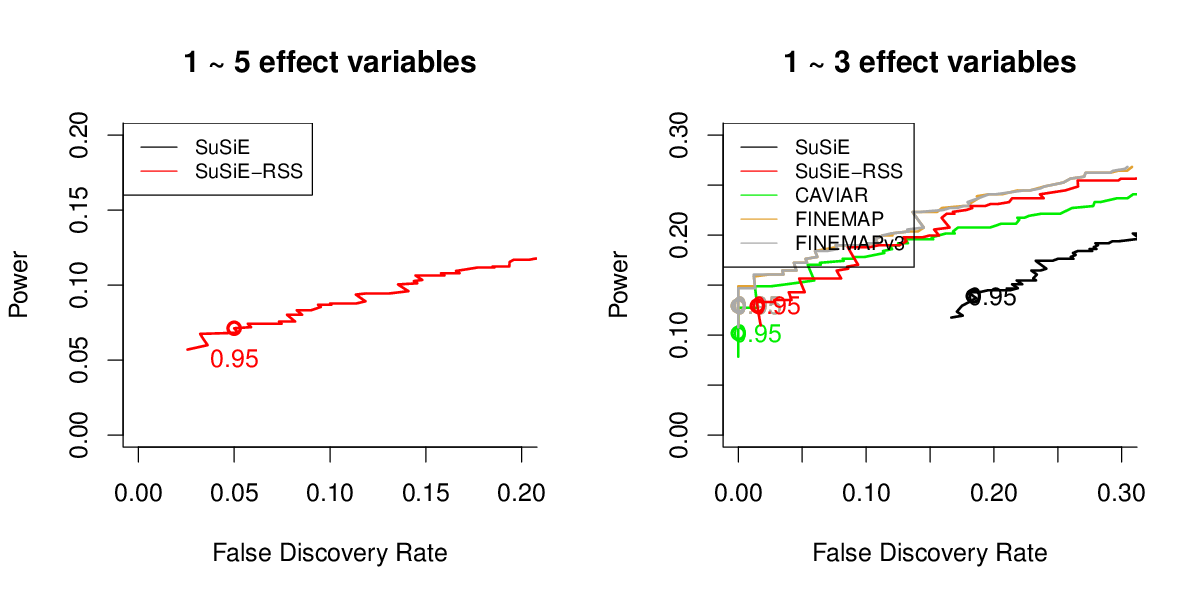 1 ~ 5 effect variables
SuSiE
SuSiE−RSS
0.95
0.00
0.05
0.10
0.15
0.20
Power
0.00 0.05 0.10 0.15 0.20
False Discovery Rate
1 ~ 3 effect variables
SuSiE
SuSiE−RSS
CAVIAR
FINEMAP
FINEMAPv3
0.95
0.95
0.95
0.00
0.10
0.20
0.30
Power
0.00 0.10 0.20 0.30
False Discovery Rate